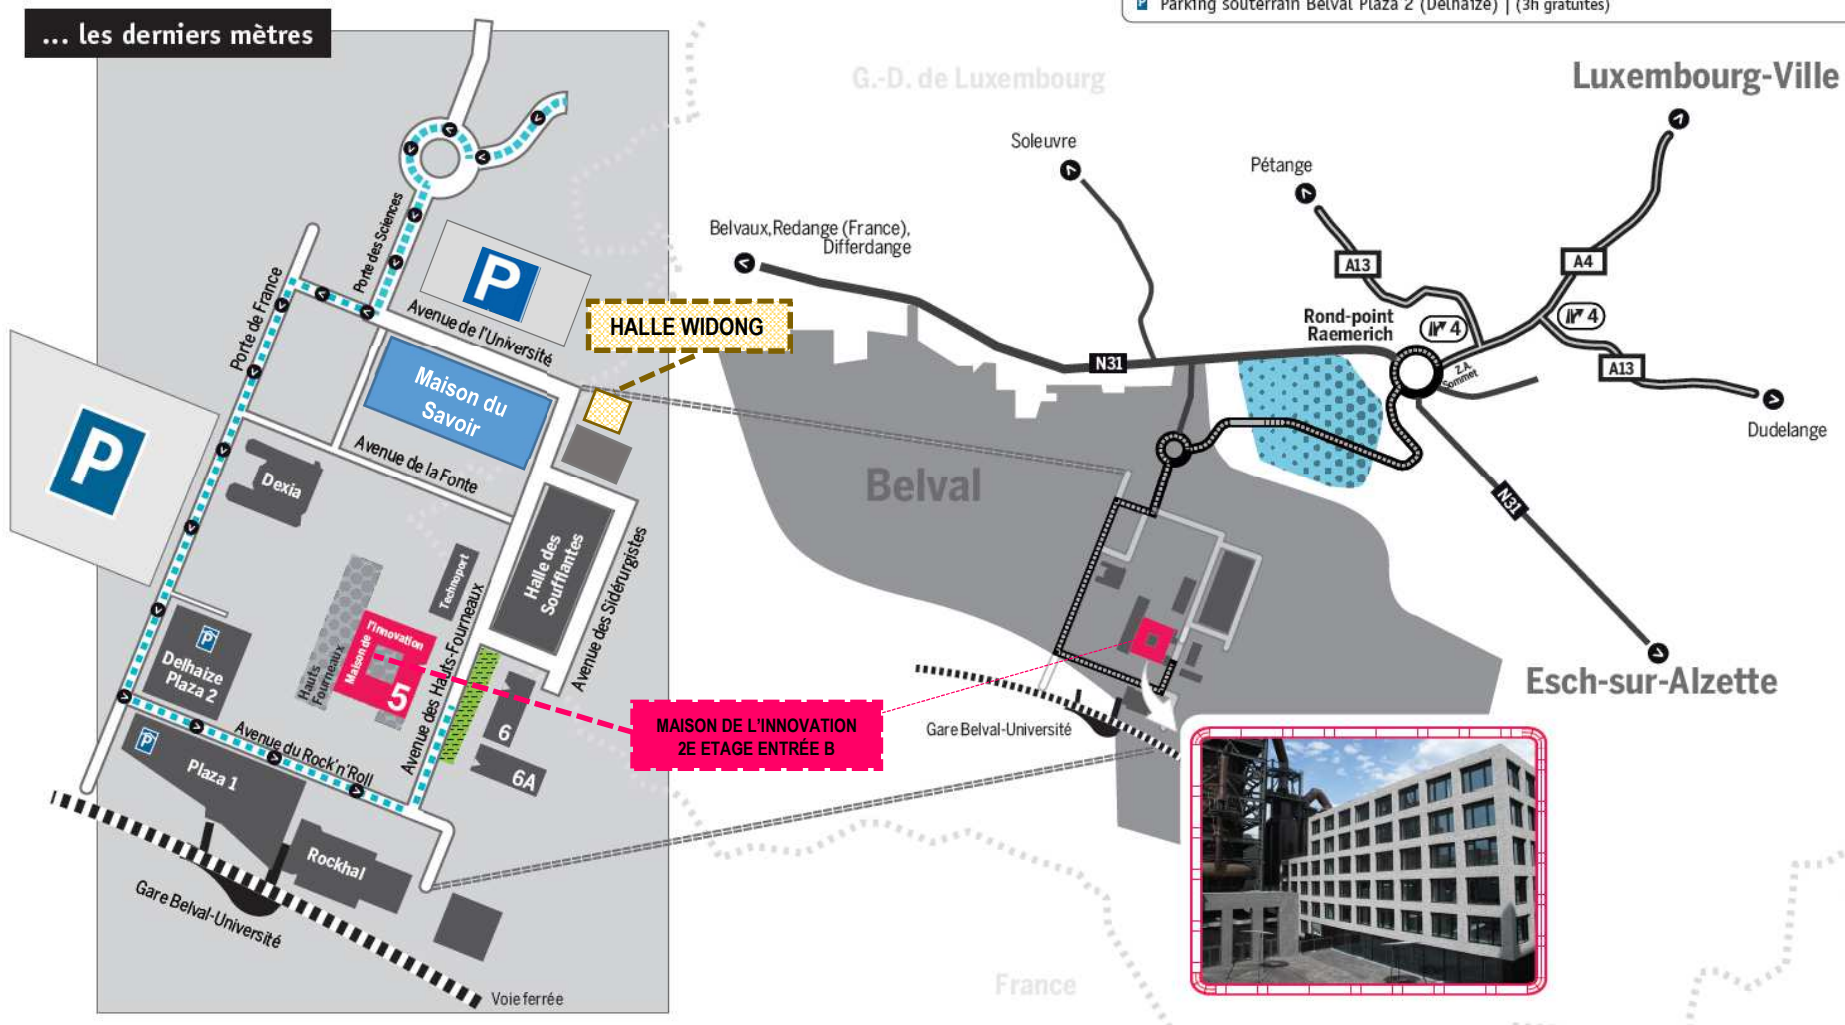 P Parking souterrain Belval Plaza 2 (Delhaize) | (3h gratuites)
... les derniers mètres
G.-D. de Luxembourg
Luxembourg-Ville
Soleuvre
Pétange
Belvaux,Redange (France),
Differdange
A13
A4
Rond-point
Raemerich
4
4
N31
A13
Z.A.
Sommet
Dudelange
N31
Belval
Esch-sur-Alzette
Gare Belval-Université
France
Porte des Sciences
Porte de France
P
Avenue de l'Université
HALLE WIDONG
Maison du
Savoir
P
Avenue de la Fonte
Dexia
Technoport
Halle des
Soufflantes
Avenue des Sidérurgistes
Avenue des Hauts-Fourneaux
P
Delhaize
Plaza 2
Hauts
Fourneaux
Maison de
l'innovation
5
6
6A
MAISON DE L'INNOVATION
2E ETAGE ENTRÉE B
P
Plaza 1
Avenue du Rock'n'Roll
Rockhal
Gare Belval-Université
Voie ferrée